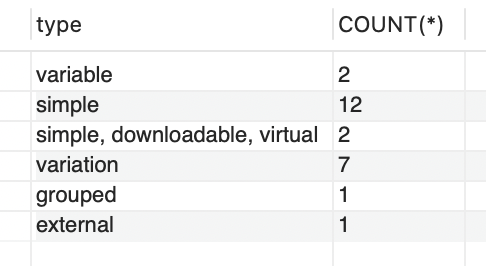 type COUNT(*)
variable 2
simple 12
simple, downloadable, virtual 2
variation 7
grouped 1
external 1